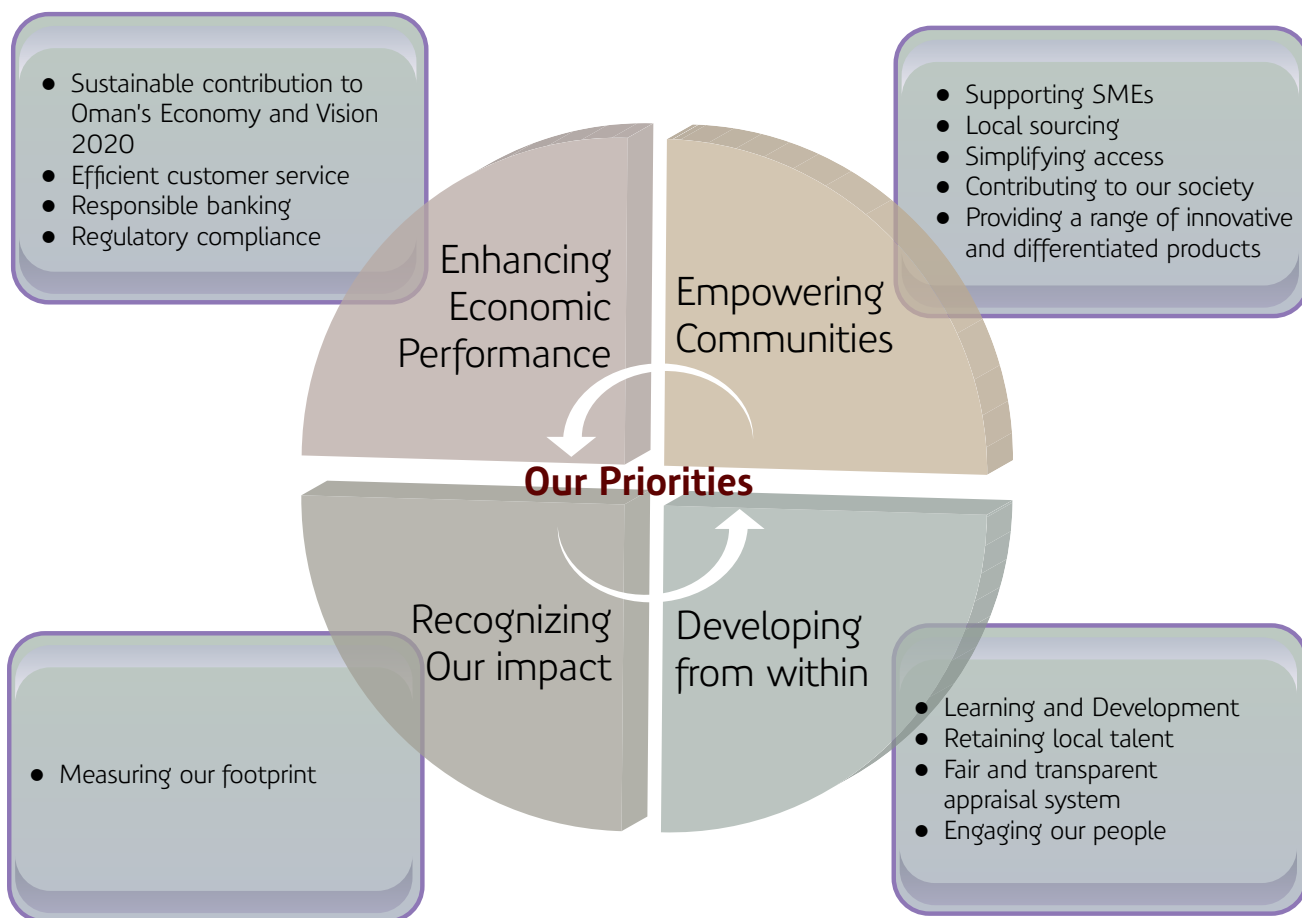 ● Sustainable contribution to
Oman's Economy and Vision
2020
● Efficient customer service
● Responsible banking
● Regulatory compliance
● Supporting SMEs
● Local sourcing
● Simplifying access
● Contributing to our society
● Providing a range of innovative
and differentiated products
Enhancing
Economic
Performance
Empowering
Communities
Our Priorities
Recognizing
Our impact
Developing
from within
● Measuring our footprint
● Learning and Development
● Retaining local talent
● Fair and transparent
appraisal system
● Engaging our people